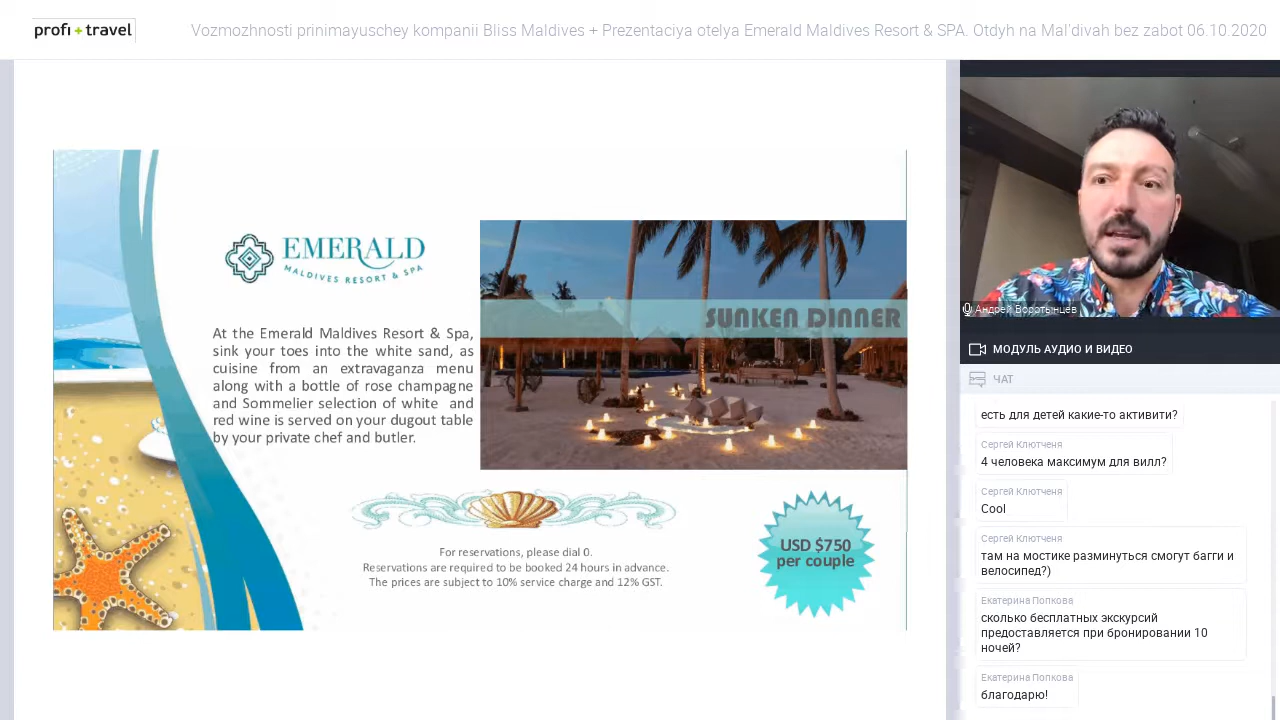 profi + travel
Vozmozhnosti prinimayuschey kompanii Bliss Maldives + Prezentaciya otelya Emerald Maldives Resort & SPA. Otdyh na Mal'divah bez zabot 06.10.2020
EMERALD
MALDIVES RESORT & SPA
At the Emerald Maldives Resort & Spa,
sink your toes into the white sand, as
cuisine from an extravaganza menu
along with a bottle of rose champagne
and Sommelier selection of white and
red wine is served on your dugout table
by your private chef and butler.
SUNKEN DINNER
For reservations, please dial 0.
Reservations are required to be booked 24 hours in advance.
The prices are subject to 10% service charge and 12% GST.
USD $750
per couple
Андрей Воротынцев
МОДУЛЬ АУДИО И ВИДЕО
ЧАТ
есть для детей какие-то активити?
Сергей Клютченя
4 человека максимум для вилл?
Сергей Клютченя
Cool
Сергей Клютченя
там на мостике разминуться смогут багги и
велосипед?)
Екатерина Попкова
сколько бесплатных экскурсий
предоставляется при бронировании 10
ночей?
Екатерина Попкова
благодарю!